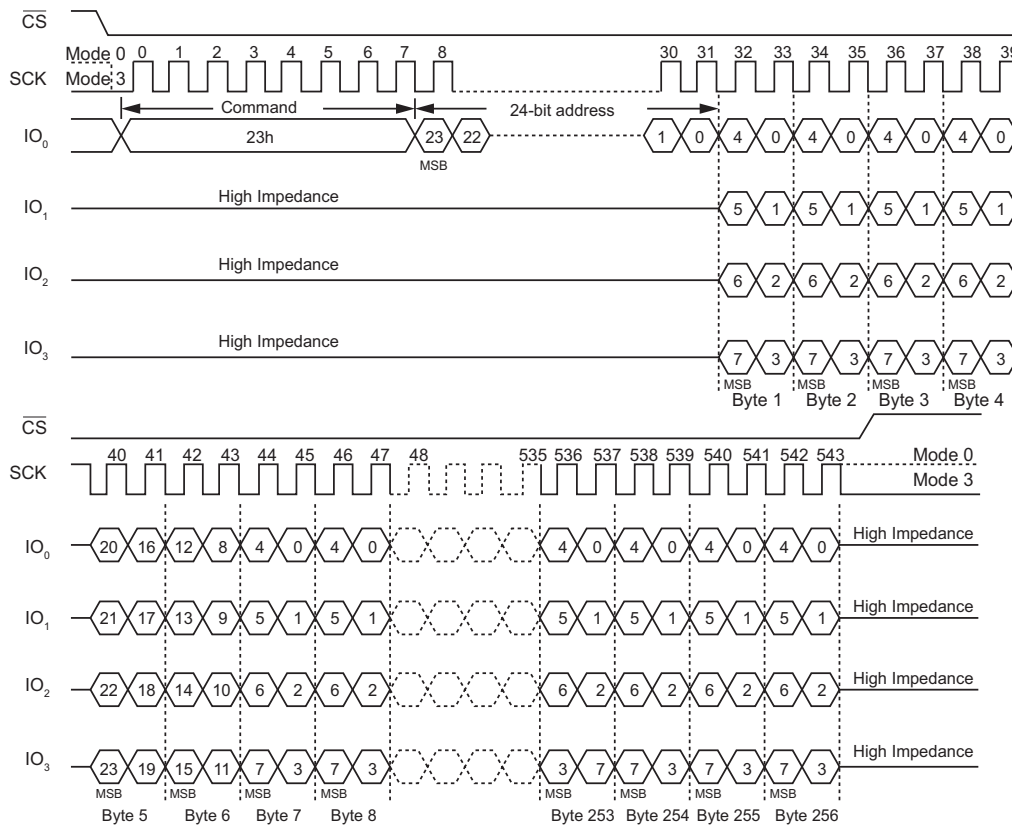 CS
Mode 0 0 1 2 3 4 5 6 7 8 30 31 32 33 34 35 36 37 38 39
SCK Mode 3
Command 24-bit address
IO0 23h 23 22 1 0 4 0 4 0 4 0 4 0
MSB
High Impedance
IO1 5 1 5 1 5 1 5 1
High Impedance
IO2 6 2 6 2 6 2 6 2
High Impedance
IO3 7 3 7 3 7 3 7 3
MSB MSB MSB MSB
Byte 1 Byte 2 Byte 3 Byte 4
CS
40 41 42 43 44 45 46 47 48 535 536 537 538 539 540 541 542 543 Mode 0
SCK Mode 3
IO0 20 16 12 8 4 0 4 0 4 0 4 0 4 0 4 0 High Impedance
IO1 21 17 13 9 5 1 5 1 5 1 5 1 5 1 5 1 High Impedance
IO2 22 18 14 10 6 2 6 2 6 2 6 2 6 2 6 2 High Impedance
IO3 23 19 15 11 7 3 7 3 3 7 7 3 7 3 7 3 High Impedance
MSB MSB MSB MSB MSB MSB MSB MSB
Byte 5 Byte 6 Byte 7 Byte 8 Byte 253 Byte 254 Byte 255 Byte 256